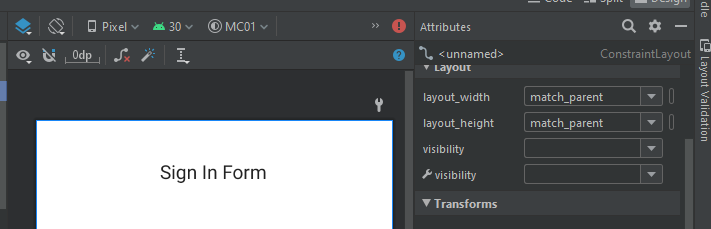 Code Split Design
Pixel 30 MC01 >>
Attributes
0dp
<unnamed> ConstraintLayout
Layout
layout_width match_parent
layout_height match_parent
visibility
visibility
Transforms
Sign In Form
Layout Validation